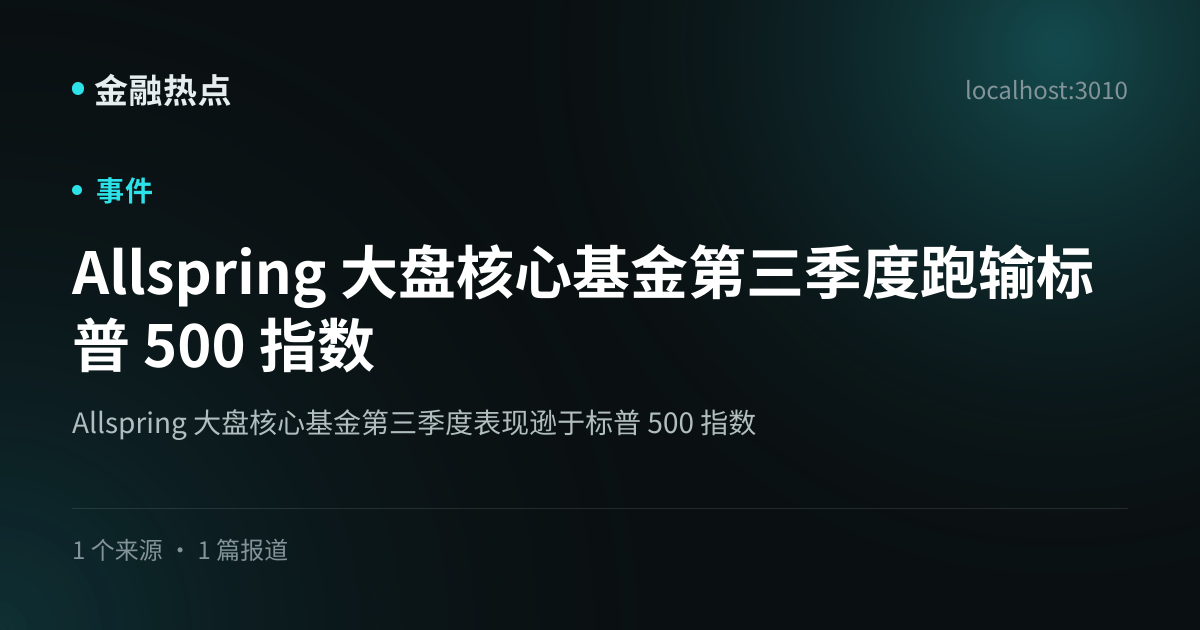 金融热点
localhost:3010
事件
Allspring 大盘核心基金第三季度跑输标
普 500 指数
Allspring 大盘核心基金第三季度表现逊于标普 500 指数
1 个来源 · 1 篇报道